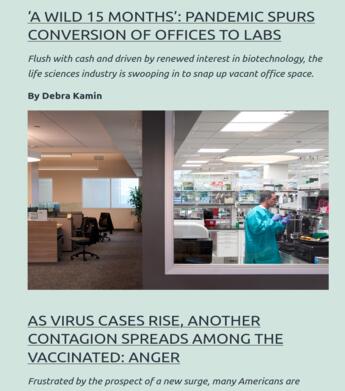 ‘A WILD 15 MONTHS’: PANDEMIC SPURS
CONVERSION OF OFFICES TO LABS
Flush with cash and driven by renewed interest in biotechnology, the
life sciences industry is swooping in to snap up vacant office space.
By Debra Kamin
AS VIRUS CASES RISE, ANOTHER
CONTAGION SPREADS AMONG THE
VACCINATED: ANGER
Frustrated by the prospect of a new surge, many Americans are